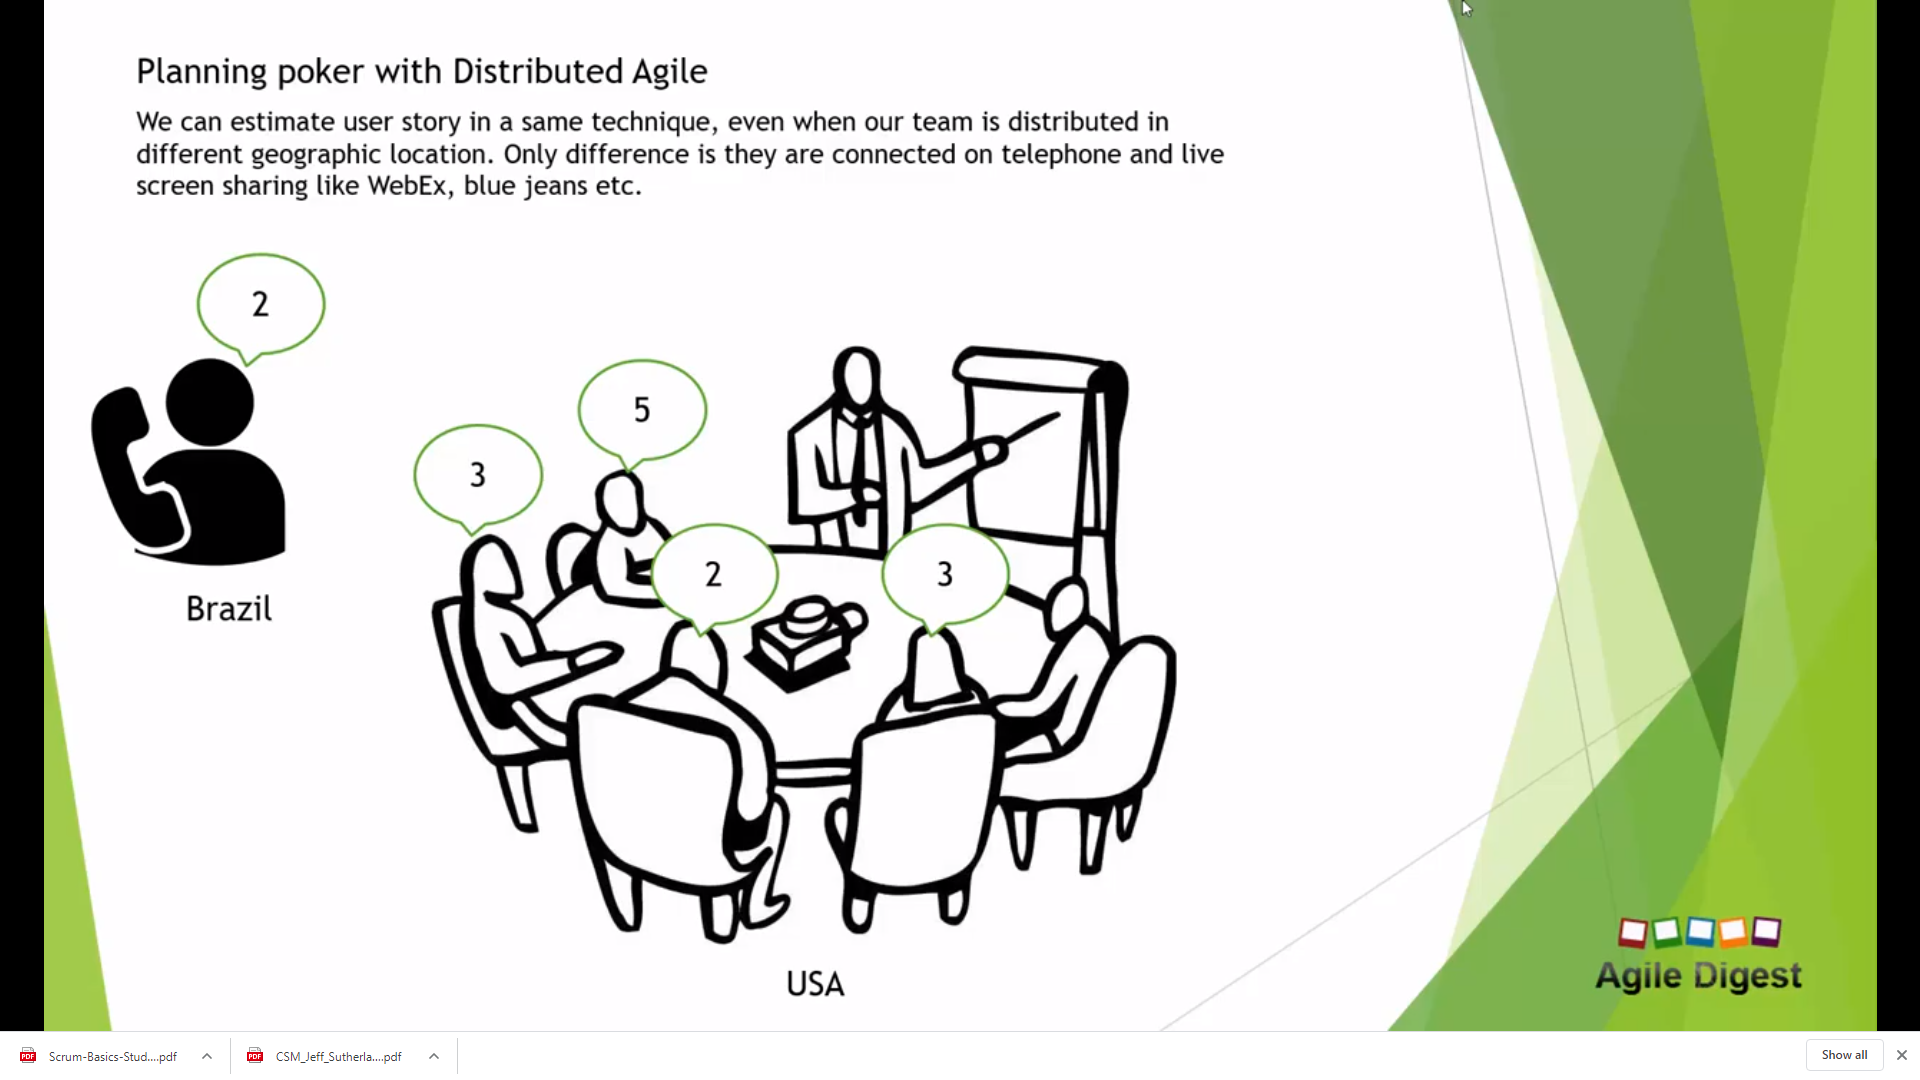 Planning poker with Distributed Agile
We can estimate user story in a same technique, even when our team is distributed in
different geographic location. Only difference is they are connected on telephone and live
screen sharing like WebEx, blue jeans etc.
2
5
3
2
3
Brazil
USA
Agile Digest
PDF
Scrum-Basics-Stud....pdf
PDF
CSM_Jeff_Sutherla....pdf
Show all